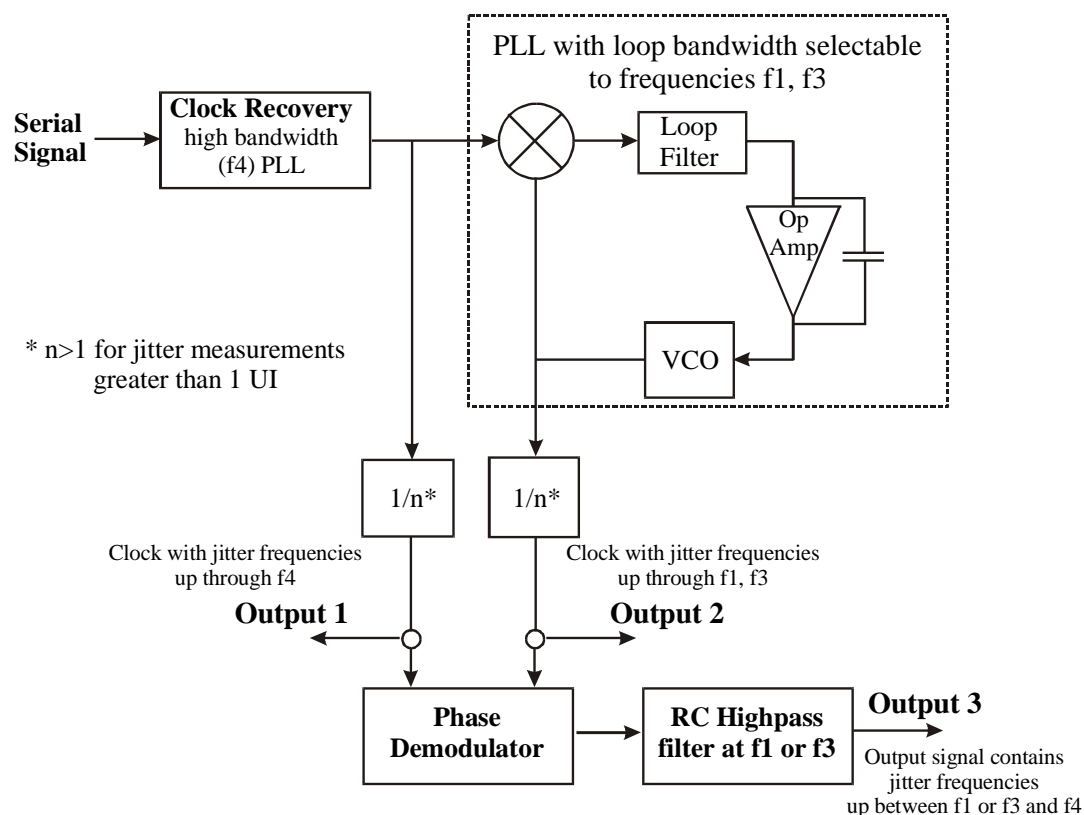 PLL with loop bandwidth selectable
to frequencies f1, f3
Serial
Signal
Clock Recovery
high bandwidth
(f4) PLL
Loop
Filter
Op
Amp
VCO
* n>1 for jitter measurements
greater than 1 UI
1/n*
1/n*
Clock with jitter frequencies
up through f4
Output 1
Clock with jitter frequencies
up through f1, f3
Output 2
Phase
Demodulator
RC Highpass
filter at f1 or f3
Output 3
Output signal contains
jitter frequencies
up between f1 or f3 and f4